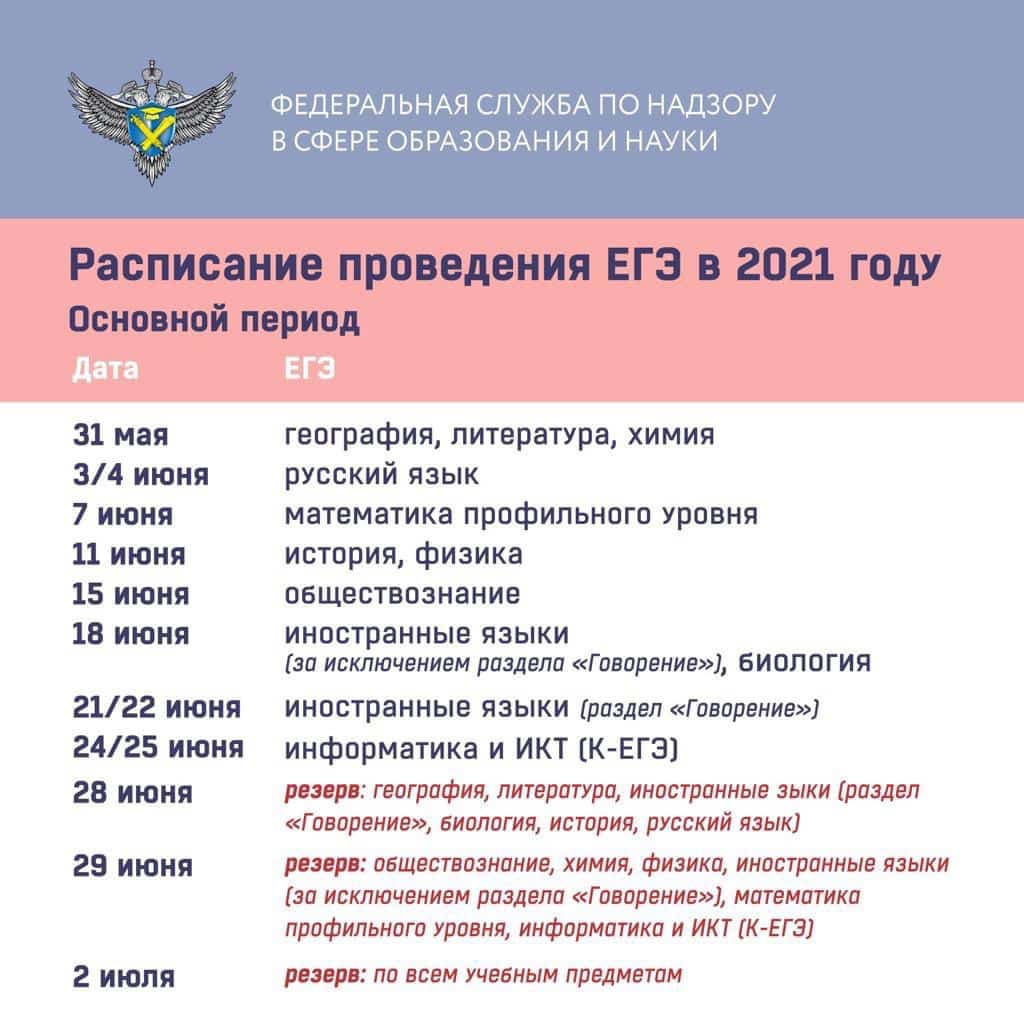 ФЕДЕРАЛЬНАЯ СЛУЖБА ПО НАДЗОРУ
В СФЕРЕ ОБРАЗОВАНИЯ И НАУКИ
Расписание проведения ЕГЭ в 2021 году
Основной период
Дата ЕГЭ
31 мая география, литература, химия
3/4 июня русский язык
7 июня математика профильного уровня
11 июня история, физика
15 июня обществознание
18 июня иностранные языки
(за исключением раздела «Говорение»), биология
21/22 июня иностранные языки (раздел «Говорение»)
24/25 июня информатика и ИКТ (К-ЕГЭ)
28 июня резерв: география, литература, иностранные зыки (раздел
«Говорение», биология, история, русский язык)
29 июня резерв: обществознание, химия, физика, иностранные языки
(за исключением раздела «Говорение»), математика
профильного уровня, информатика и ИКТ (К-ЕГЭ)
2 июля резерв: по всем учебным предметам